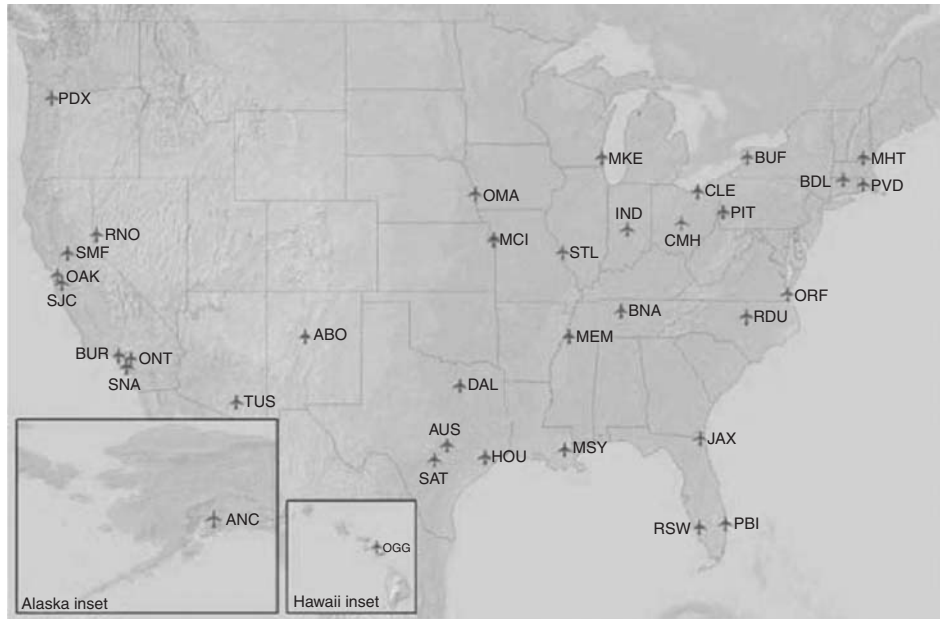 PDX
MKE
BUF
MHT
BDL
PVD
OMA
CLE
IND
PIT
CMH
RNO
MCI
SMF
STL
OAK
SJC
ORF
BNA
RDU
ABO
MEM
BUR
ONT
SNA
DAL
TUS
AUS
MSY
JAX
HOU
SAT
ANC
RSW
PBI
OGG
Alaska inset
Hawaii inset